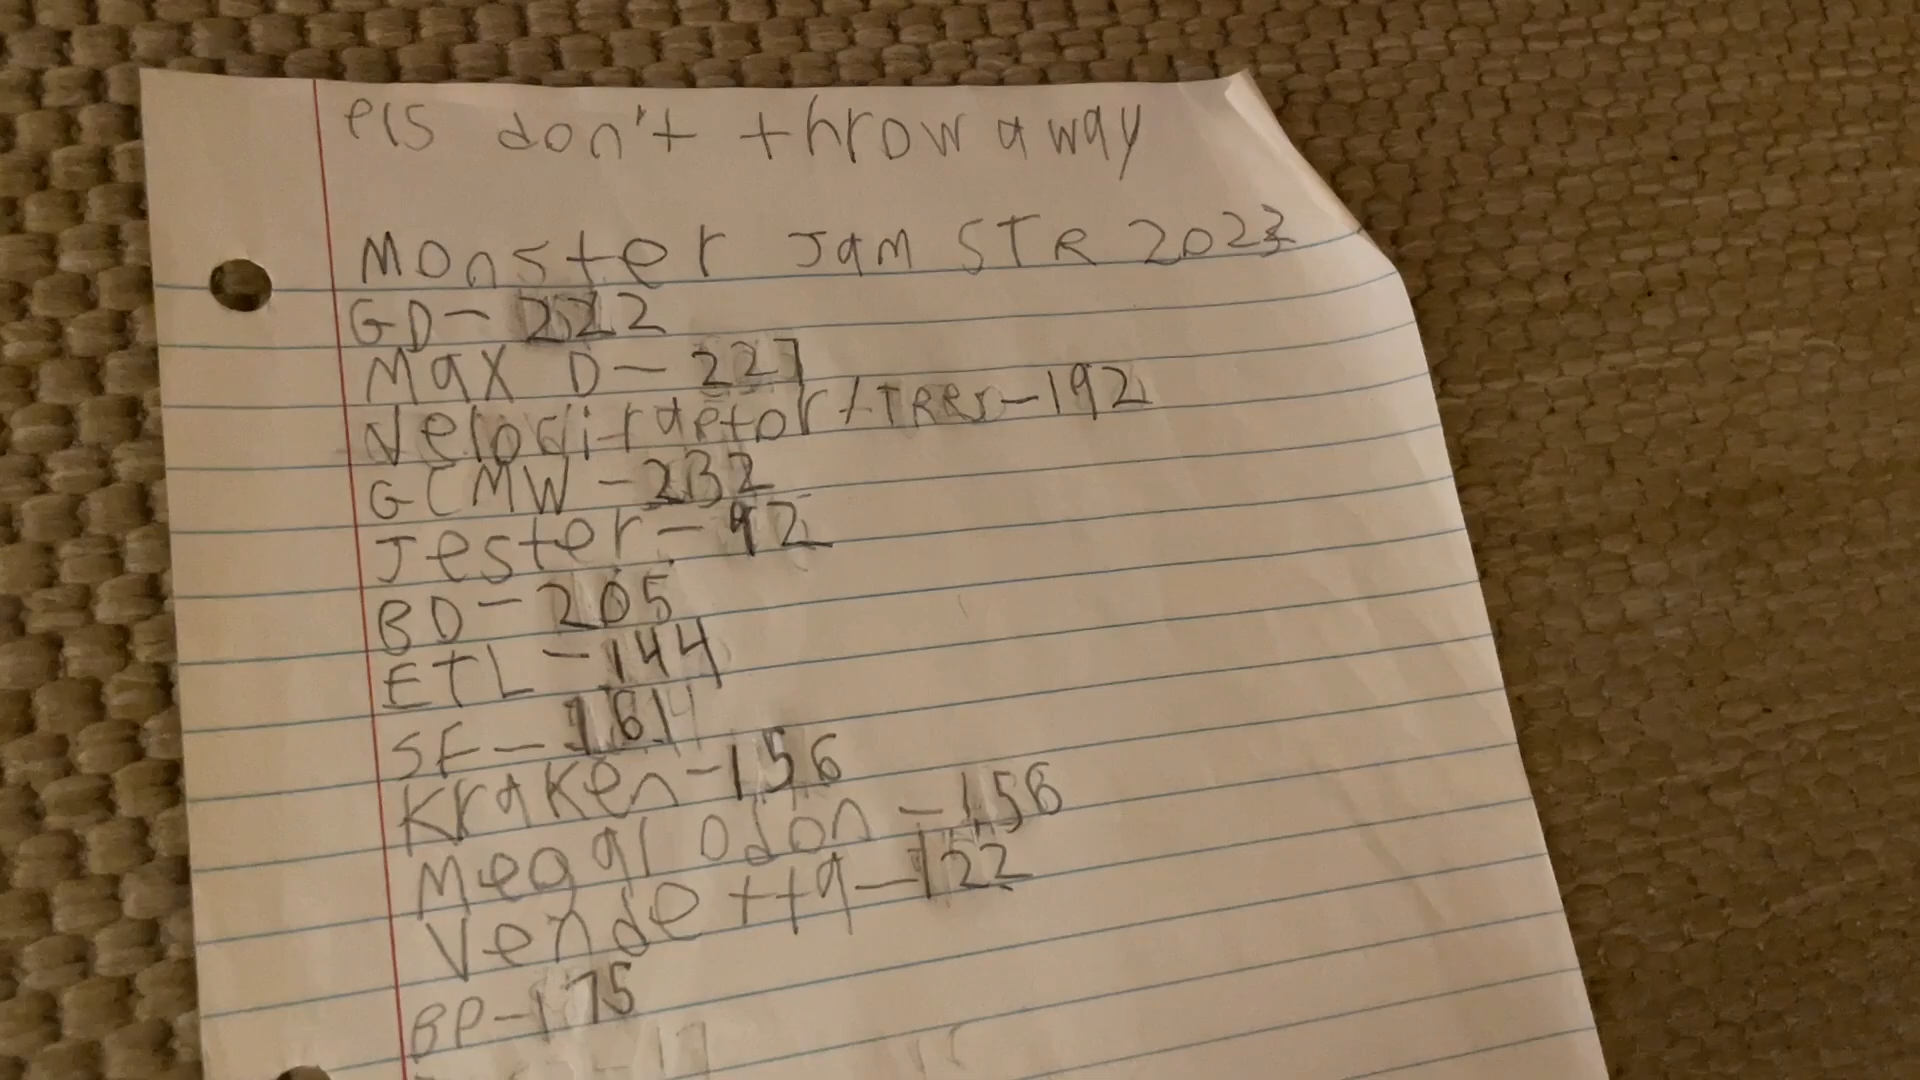 pls don't throw away
Monster Jam STR 2023
GD- 222
Max D- 227
Velociraptor/TRRS-192
GCMW-232
Jester-92
BD-205
ETL-144
SF-161
Kraken-156
Megalodon-156
Vendetta-122
BP-175